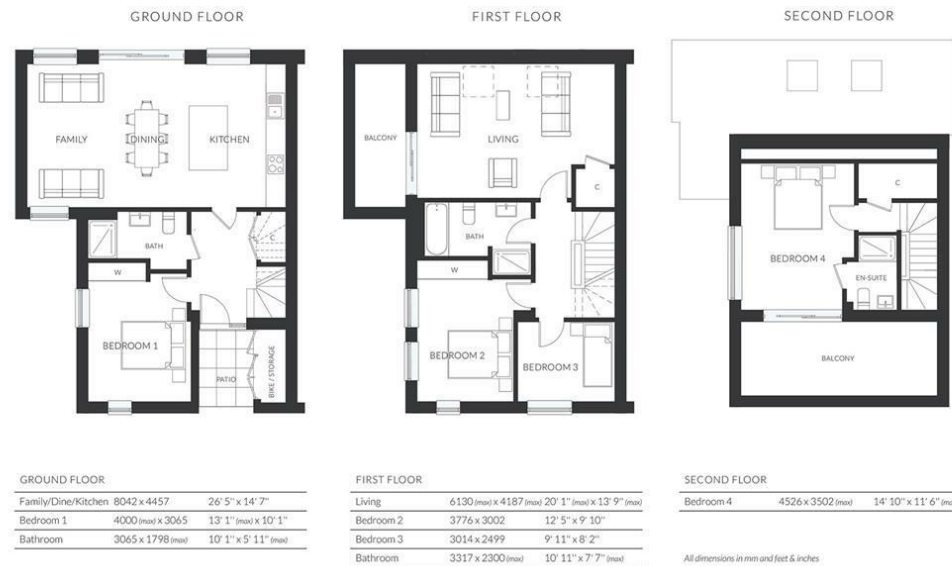 GROUND FLOOR
FIRST FLOOR
SECOND FLOOR
FAMILY
DINING
KITCHEN
C
BATH
W
BEDROOM 1
PATIO
BIKE / STORAGE
BALCONY
LIVING
C
BATH
W
BEDROOM 2
BEDROOM 3
C
BEDROOM 4
EN-SUITE
BALCONY
GROUND FLOOR
Family/Dine/Kitchen 8042 x 4457 26' 5" x 14' 7"
Bedroom 1 4000 (max) x 3065 13' 1" (max) x 10' 1"
Bathroom 3065 x 1798 (max) 10' 1" x 5' 11" (max)
FIRST FLOOR
Living 6130 (max) x 4187 (max) 20' 1" (max) x 13' 9" (max)
Bedroom 2 3776 x 3002 12' 5" x 9' 10"
Bedroom 3 3014 x 2499 9' 11" x 8' 2"
Bathroom 3317 x 2300 (max) 10' 11" x 7' 7" (max)
SECOND FLOOR
Bedroom 4 4526 x 3502 (max) 14' 10" x 11' 6"
All dimensions in mm and feet & inches